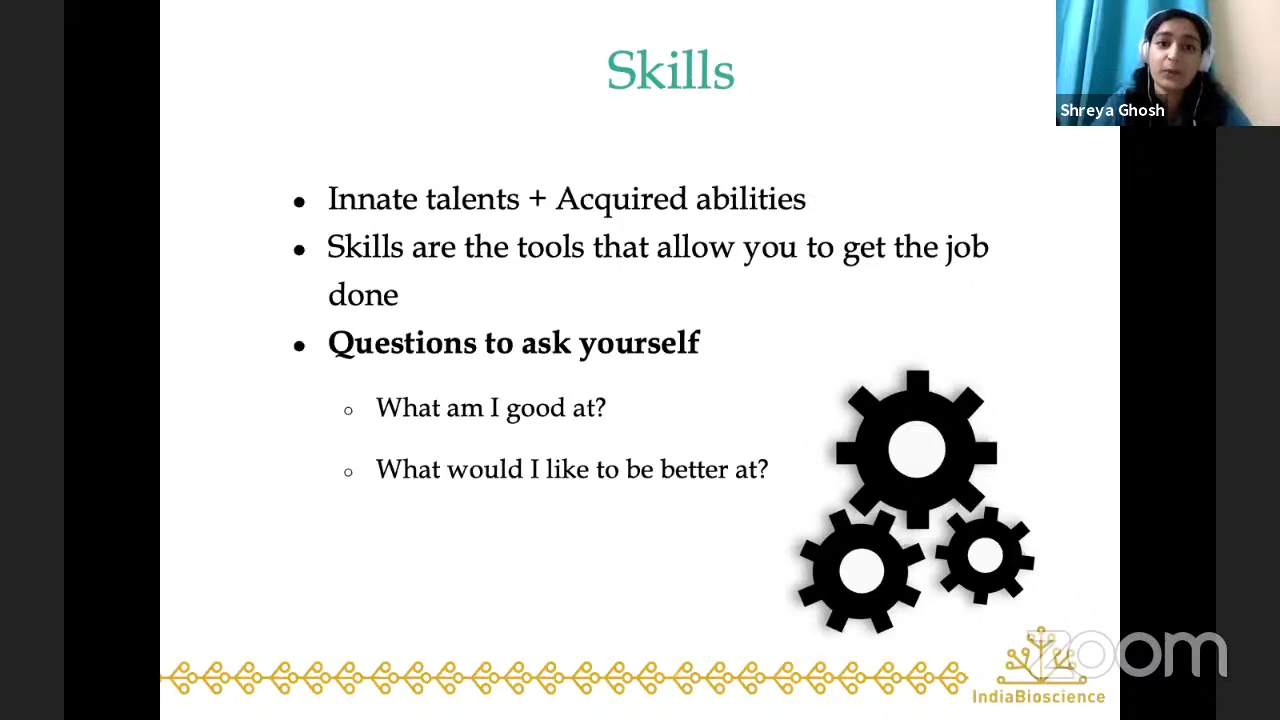 Skills
Shreya Ghosh
• Innate talents + Acquired abilities
• Skills are the tools that allow you to get the job
done
• Questions to ask yourself
○ What am I good at?
○ What would I like to be better at?
zoom
IndiaBioscience